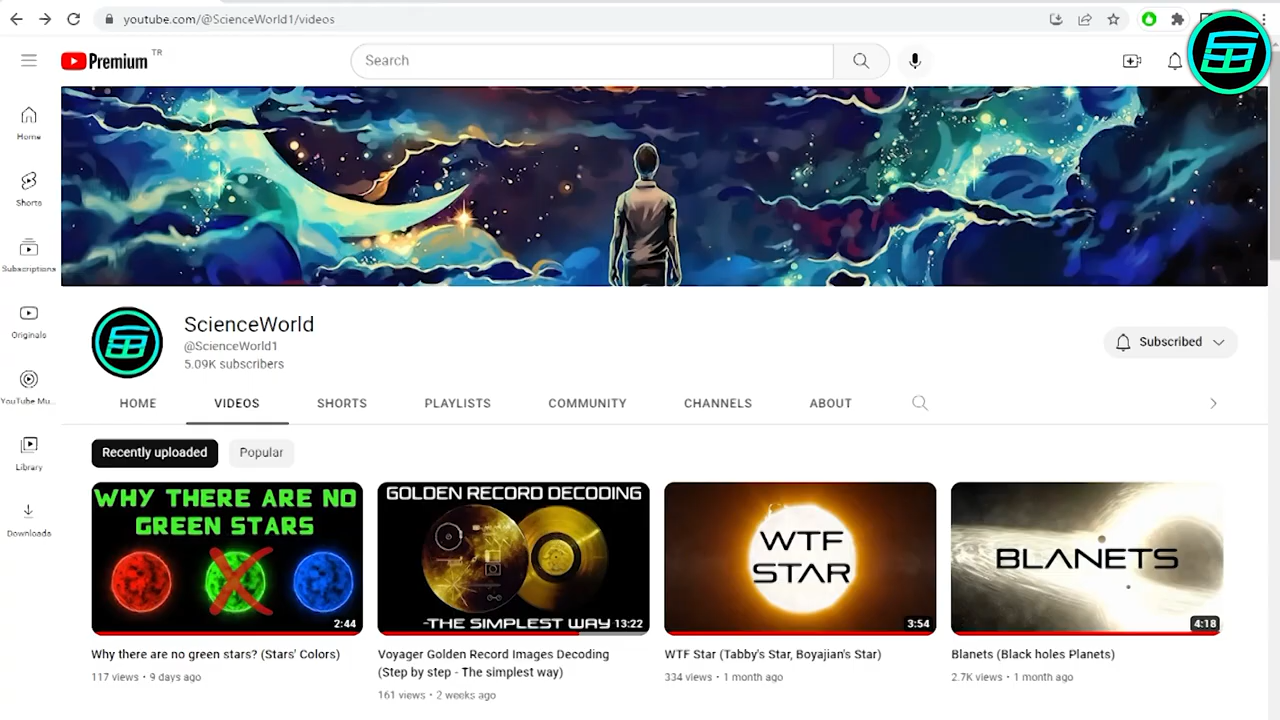 youtube.com/@ScienceWorld1/videos
Premium TR
Search
Home
Shorts
Subscriptions
Originals
YouTube Mu...
Library
Downloads
ScienceWorld
@ScienceWorld1
5.09K subscribers
Subscribed
HOME VIDEOS SHORTS PLAYLISTS COMMUNITY CHANNELS ABOUT
Recently uploaded Popular
WHY THERE ARE NO
GREEN STARS
2:44
Why there are no green stars? (Stars' Colors)
117 views • 9 days ago
GOLDEN RECORD DECODING
-THE SIMPLEST WAY 13:22
Voyager Golden Record Images Decoding
(Step by step - The simplest way)
161 views • 2 weeks ago
WTF
STAR
3:54
WTF Star (Tabby's Star, Boyajian's Star)
334 views • 1 month ago
BLANETS
4:18
Blanets (Black holes Planets)
2.7K views • 1 month ago